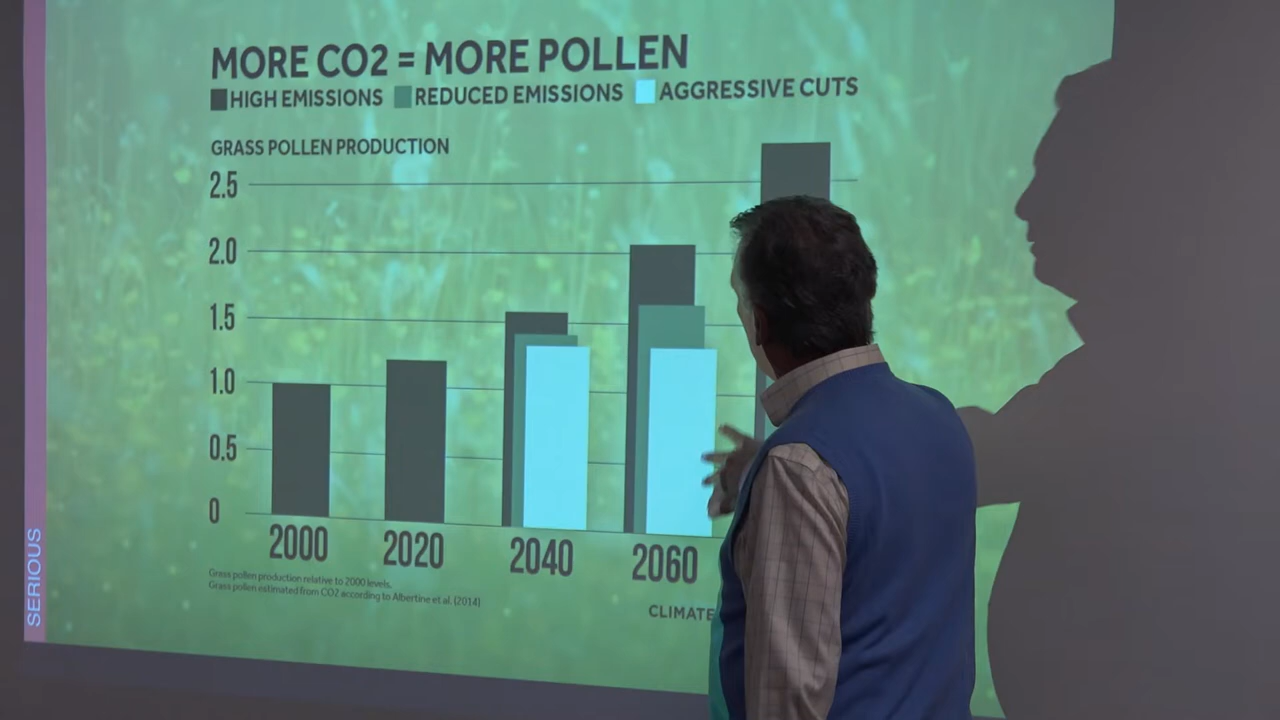 MORE CO2 = MORE POLLEN
HIGH EMISSIONS REDUCED EMISSIONS AGGRESSIVE CUTS
GRASS POLLEN PRODUCTION
2.5
2.0
1.5
1.0
0.5
0
2000 2020 2040 2060
Grass pollen production relative to 2000 levels.
Grass pollen estimated from CO2 according to Albertine et al. (2014)
CLIMATE
SERIOUS